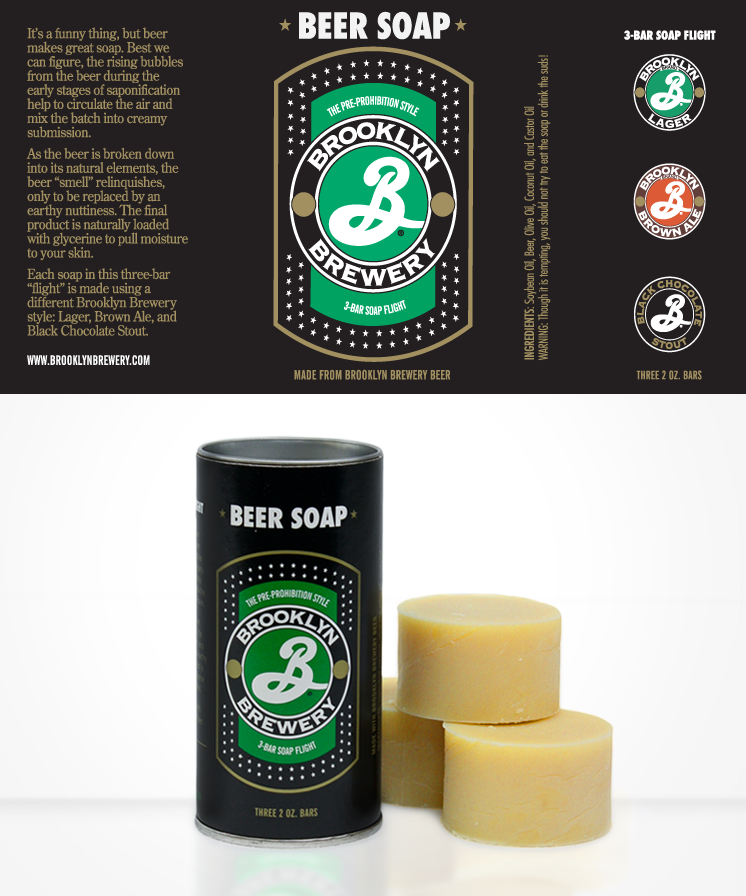 It's a funny thing, but beer
makes great soap. Best we
can figure, the rising bubbles
from the beer during the
early stages of saponification
help to circulate the air and
mix the batch into creamy
submission.
As the beer is broken down
into its natural elements, the
beer “smell” relinquishes,
only to be replaced by an
earthy nuttiness. The final
product is naturally loaded
with glycerine to pull moisture
to your skin.
Each soap in this three-bar
“flight” is made using a
different Brooklyn Brewery
style: Lager, Brown Ale, and
Black Chocolate Stout.
WWW.BROOKLYNBREWERY.COM
★ BEER SOAP ★
THE PRE-PROHIBITION STYLE
BROOKLYN
B
BREWERY
3-BAR SOAP FLIGHT
MADE FROM BROOKLYN BREWERY BEER
INGREDIENTS: Soybean Oil, Beer, Olive Oil, Coconut Oil, and Castor Oil
WARNING: Though it is tempting, you should not try to eat the soap or drink the suds!
3-BAR SOAP FLIGHT
BROOKLYN
BRAND
B
LAGER
BROOKLYN
BRAND
B
BROWN ALE
BLACK CHOCOLATE
B
STOUT
THREE 2 OZ. BARS
★ BEER SOAP ★
THE PRE-PROHIBITION STYLE
BROOKLYN
B
BREWERY
3-BAR SOAP FLIGHT
THREE 2 OZ. BARS
MADE WITH BROOKLYN BREWERY BEER